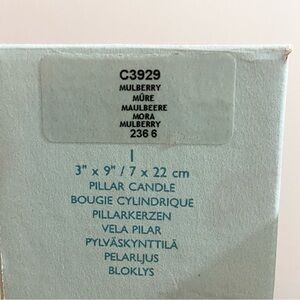 C3929
MULBERRY
MÛRE
MAULBEERE
MORA
MULBERRY
236 6
1
3" x 9" / 7 x 22 cm
PILLAR CANDLE
BOUGIE CYLINDRIQUE
PILLARKERZEN
VELA PILAR
PYLVÄSKYNTTILÄ
PELARLJUS
BLOKLYS